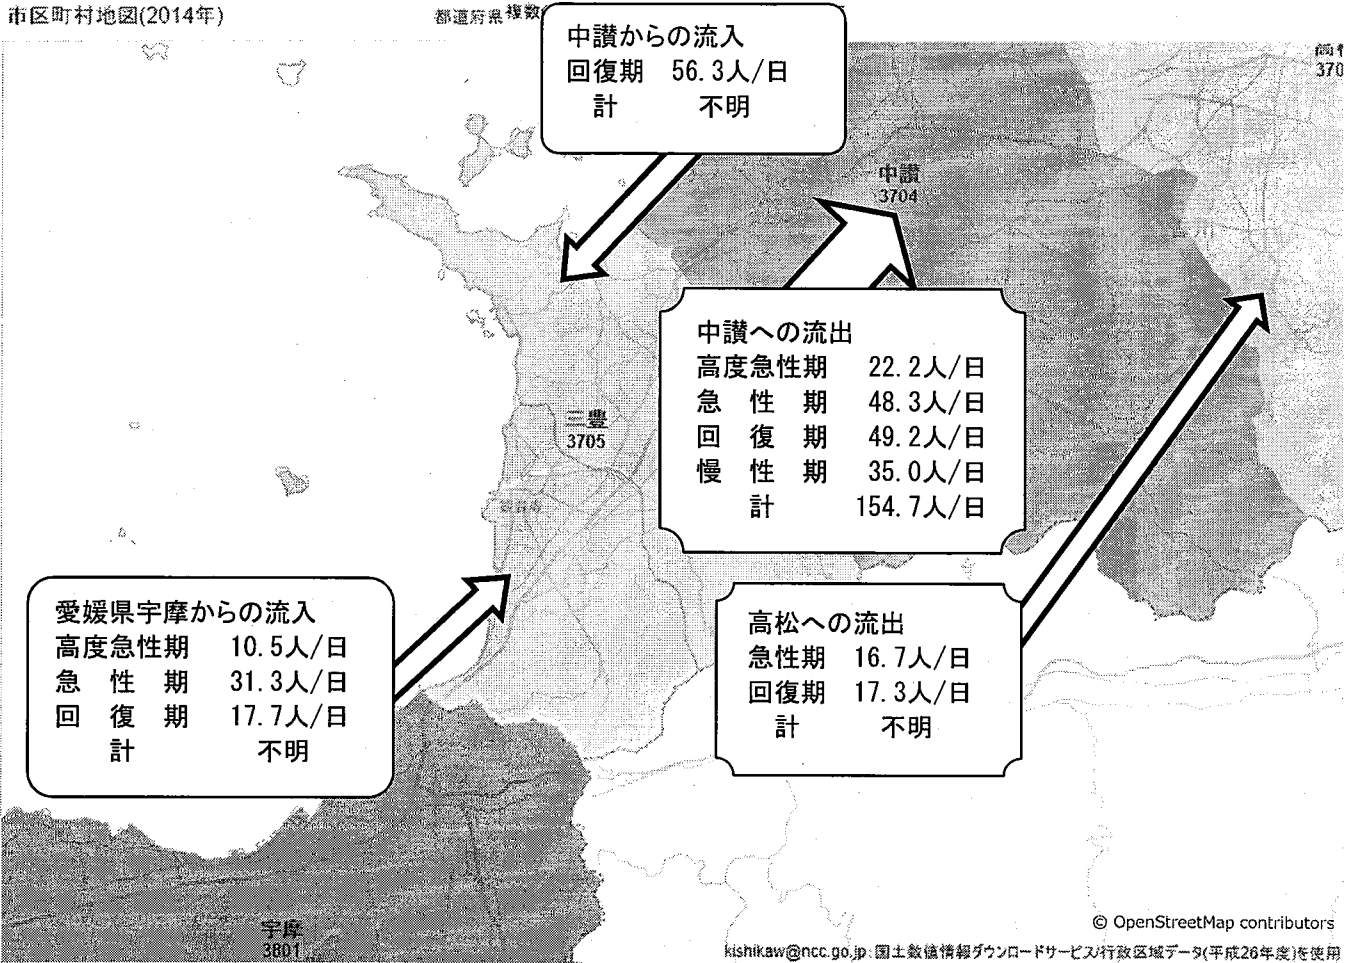 市区町村地図(2014年)
都道府県複数
中讃からの流入
回復期 56.3人/日
計 不明
中讃
3704
370
中讃への流出
高度急性期 22.2人/日
急性期 48.3人/日
回復期 49.2人/日
慢性期 35.0人/日
計 154.7人/日
三豊
3705
愛媛県宇摩からの流入
高度急性期 10.5人/日
急性期 31.3人/日
回復期 17.7人/日
計 不明
高松への流出
急性期 16.7人/日
回復期 17.3人/日
計 不明
宇摩
3801
© OpenStreetMap contributors
kishikaw@ncc.go.jp:国土数値情報ダウンロードサービス/行政区域データ(平成26年度)を使用